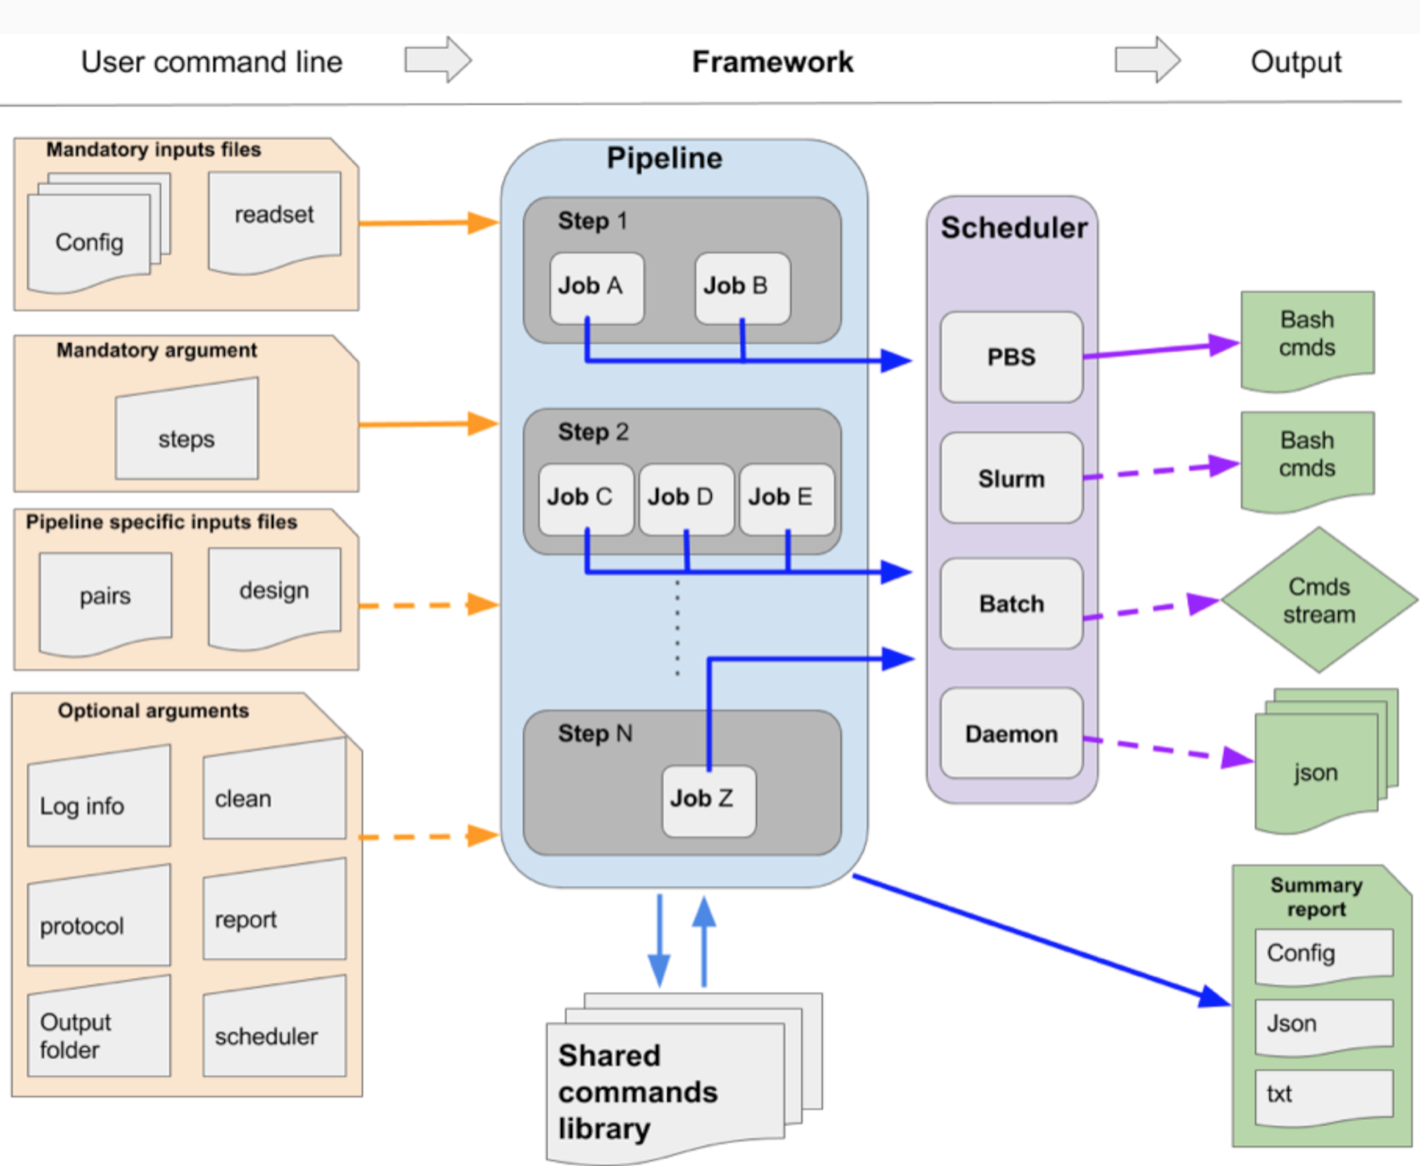 User command line
Framework
Output
Mandatory inputs files
Config
readset
Mandatory argument
steps
Pipeline specific inputs files
pairs
design
Optional arguments
Log info
clean
protocol
report
Output
folder
scheduler
Pipeline
Step 1
Job A
Job B
Step 2
Job C
Job D
Job E
Step N
Job Z
Shared
commands
library
Scheduler
PBS
Slurm
Batch
Daemon
Bash
cmds
Bash
cmds
Cmds
stream
json
Summary
report
Config
Json
txt